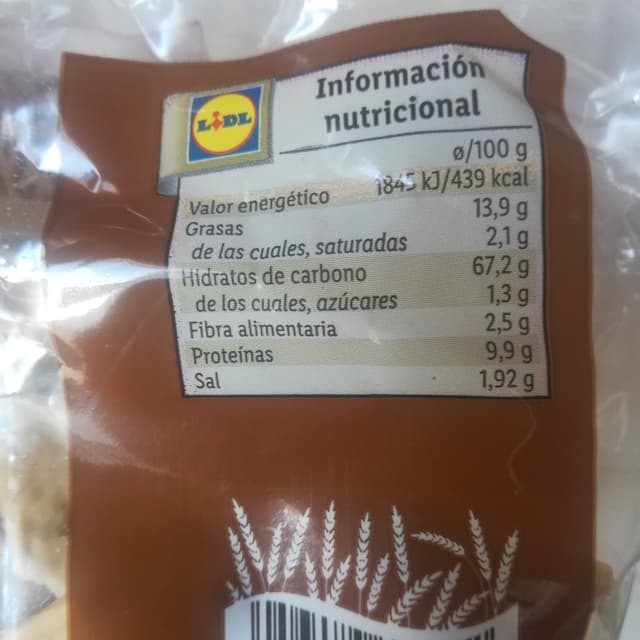 LIDL
Información
nutricional
ø/100 g
Valor energético 1845 kJ/439 kcal
Grasas 13,9 g
de las cuales, saturadas 2,1 g
Hidratos de carbono 67,2 g
de los cuales, azúcares 1,3 g
Fibra alimentaria 2,5 g
Proteínas 9,9 g
Sal 1,92 g